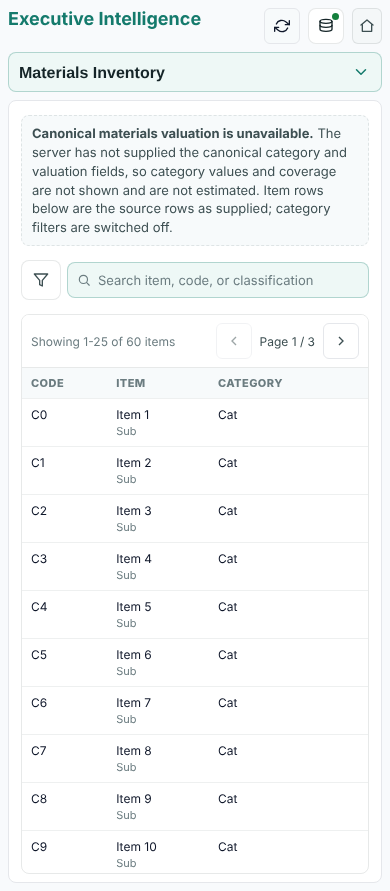 Executive Intelligence
Materials Inventory
Canonical materials valuation is unavailable. The
server has not supplied the canonical category and
valuation fields, so category values and coverage
are not shown and are not estimated. Item rows
below are the source rows as supplied; category
filters are switched off.
Search item, code, or classification
Showing 1-25 of 60 items Page 1 / 3
CODE ITEM CATEGORY
C0 Item 1 Cat
Sub
C1 Item 2 Cat
Sub
C2 Item 3 Cat
Sub
C3 Item 4 Cat
Sub
C4 Item 5 Cat
Sub
C5 Item 6 Cat
Sub
C6 Item 7 Cat
Sub
C7 Item 8 Cat
Sub
C8 Item 9 Cat
Sub
C9 Item 10 Cat
Sub